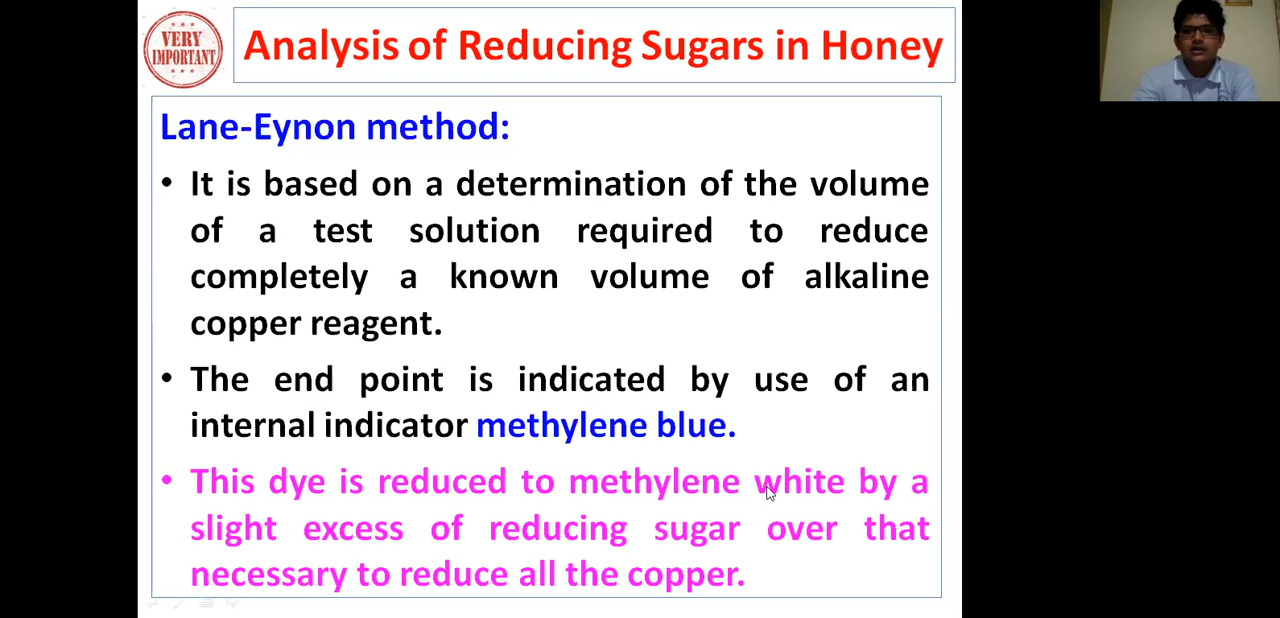 VERY
IMPORTANT
Analysis of Reducing Sugars in Honey
Lane-Eynon method:
• It is based on a determination of the volume
of a test solution required to reduce
completely a known volume of alkaline
copper reagent.
• The end point is indicated by use of an
internal indicator methylene blue.
• This dye is reduced to methylene white by a
slight excess of reducing sugar over that
necessary to reduce all the copper.